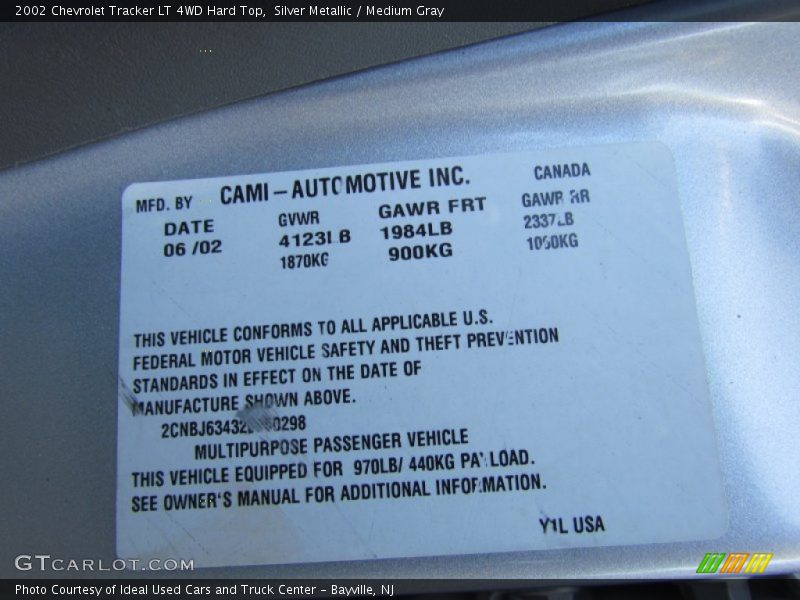 2002 Chevrolet Tracker LT 4WD Hard Top,  Silver Metallic / Medium Gray
MFD. BY CAMI-AUTOMOTIVE INC. CANADA
DATE GVWR GAWR FRT GAWR RR
06 /02 4123LB 1984LB 2337LB
1870KG 900KG 1060KG
THIS VEHICLE CONFORMS TO ALL APPLICABLE U.S.
FEDERAL MOTOR VEHICLE SAFETY AND THEFT PREVENTION
STANDARDS IN EFFECT ON THE DATE OF
MANUFACTURE SHOWN ABOVE.
MULTIPURPOSE PASSENGER VEHICLE
THIS VEHICLE EQUIPPED FOR 970LB/ 440KG PAYLOAD.
SEE OWNER'S MANUAL FOR ADDITIONAL INFORMATION.
Y1L USA
GTCARLOT.COM
Photo Courtesy of Ideal Used Cars and Truck Center - Bayville, NJ